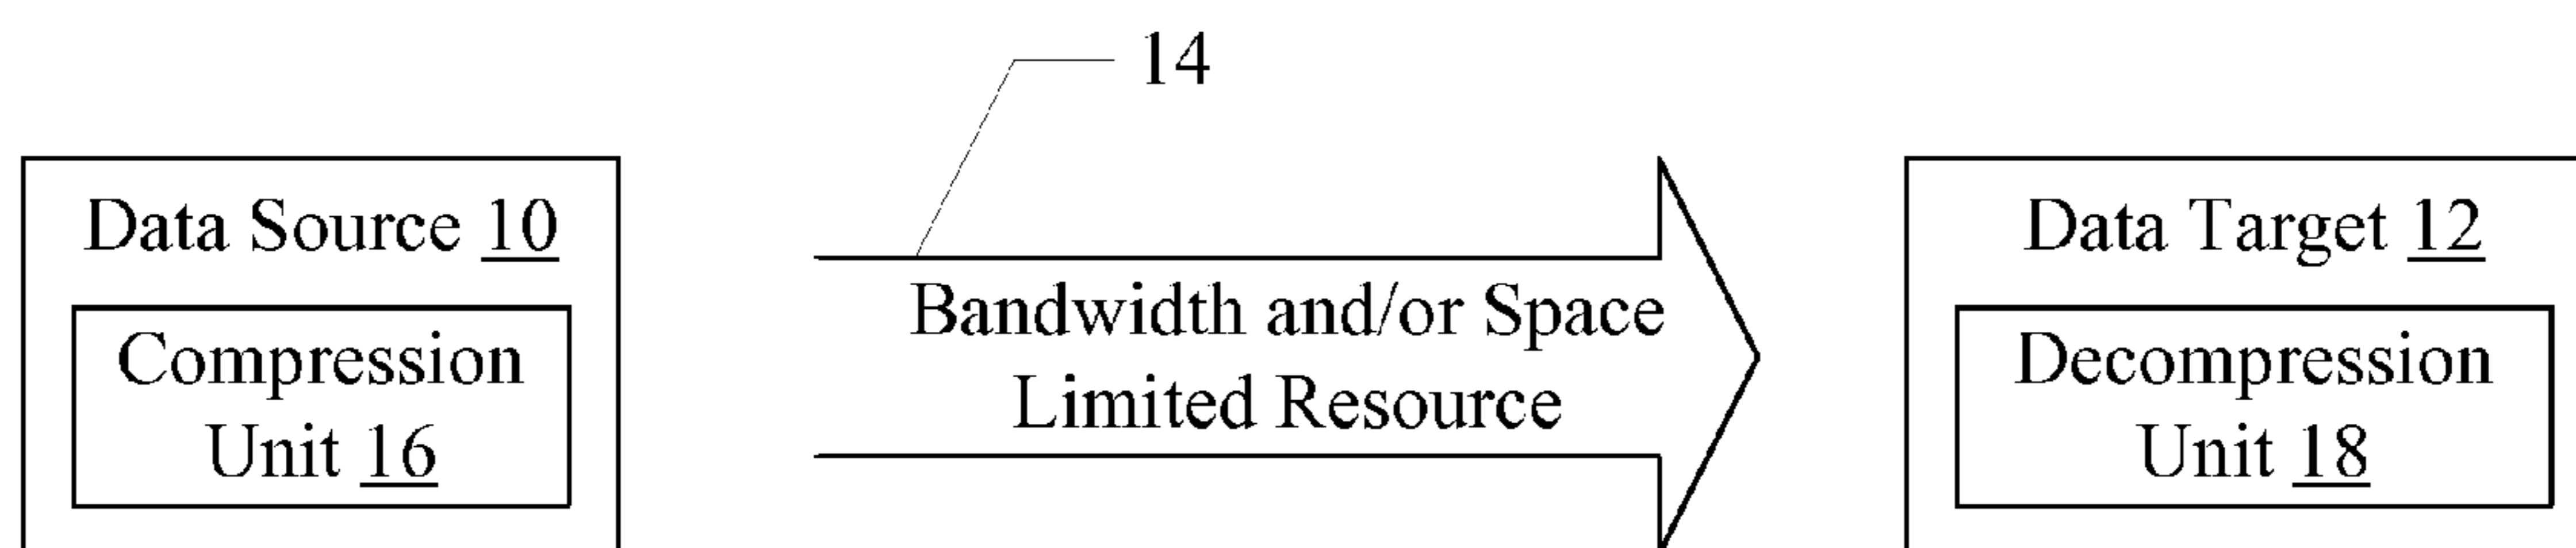 14
Data Source 10
Compression
Unit 16
Bandwidth and/or Space
Limited Resource
Data Target 12
Decompression
Unit 18